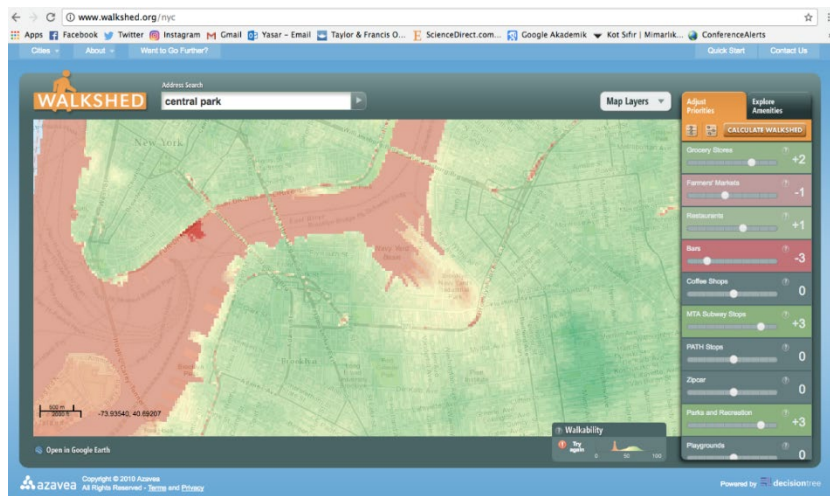 www.walkshed.org/nyc
Apps Facebook Twitter Instagram Gmail Yasar – Email Taylor & Francis O... ScienceDirect.com... Google Akademik Kot Sıfır | Mimarlık... ConferenceAlerts
Cities About Want to Go Further? Quick Start Contact Us
Address Search
WALKSHED central park Map Layers
Adjust Priorities
Explore Amenities
CALCULATE WALKSHED
New York
Grocery Stores +2
Farmers' Markets -1
Restaurants +1
Bars -3
Coffee Shops 0
MTA Subway Stops +3
PATH Stops 0
Zipcar 0
Parks and Recreation +3
Playgrounds 0
Brooklyn
500 m
2000 ft
-73.93540, 40.69207
Open in Google Earth
Walkability
Try again
0 50 100
azavea
Copyright © 2010 Azavea
All Rights Reserved - Terms and Privacy
Powered by decisiontree